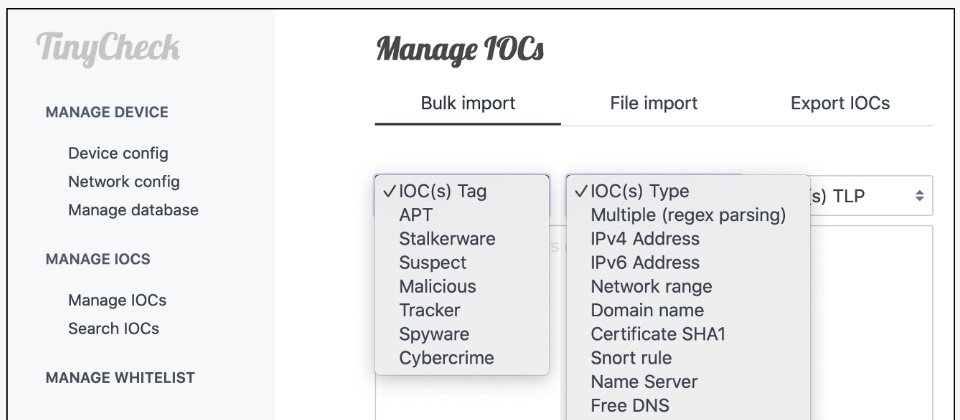 TinyCheck
MANAGE DEVICE
Device config
Network config
Manage database
MANAGE IOCS
Manage IOCs
Search IOCs
MANAGE WHITELIST
Manage IOCs
Bulk import File import Export IOCs
✓IOC(s) Tag
APT
Stalkerware
Suspect
Malicious
Tracker
Spyware
Cybercrime
✓IOC(s) Type
Multiple (regex parsing)
IPv4 Address
IPv6 Address
Network range
Domain name
Certificate SHA1
Snort rule
Name Server
Free DNS
(s) TLP